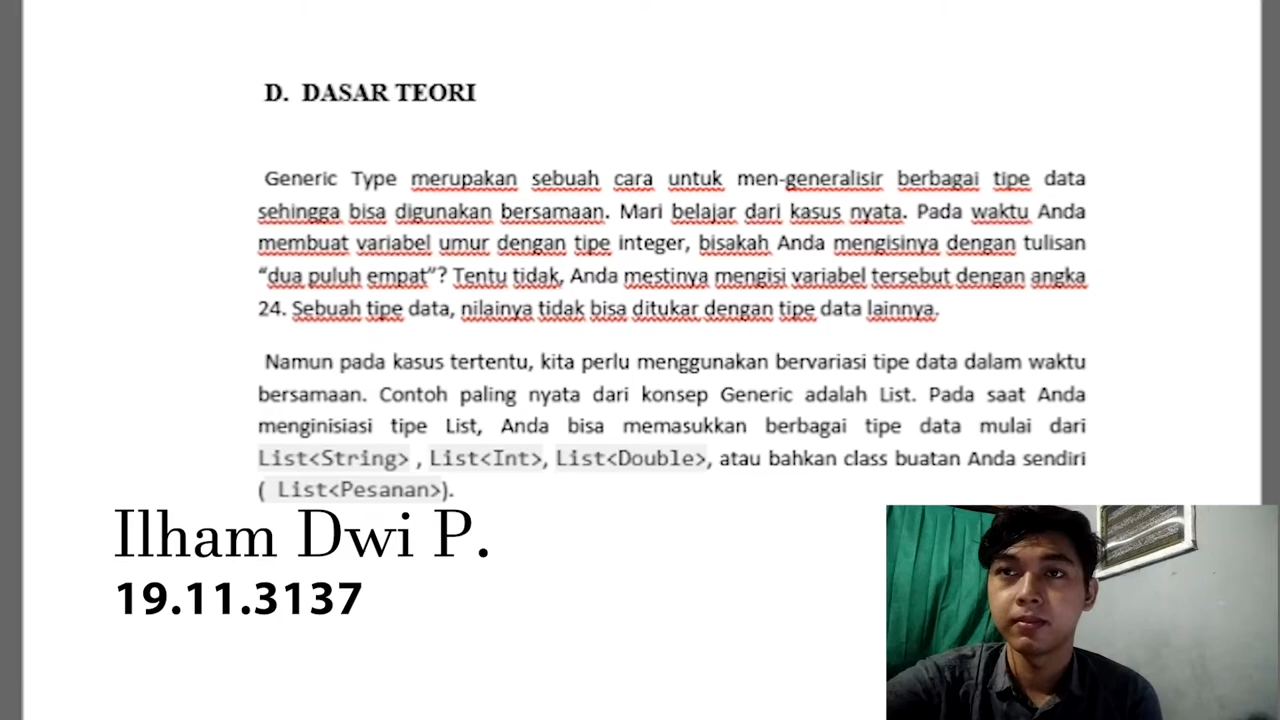 D. DASAR TEORI
Generic Type merupakan sebuah cara untuk men-generalisir berbagai tipe data
sehingga bisa digunakan bersamaan. Mari belajar dari kasus nyata. Pada waktu Anda
membuat variabel umur dengan tipe integer, bisakah Anda mengisinya dengan tulisan
“dua puluh empat”? Tentu tidak, Anda mestinya mengisi variabel tersebut dengan angka
24. Sebuah tipe data, nilainya tidak bisa ditukar dengan tipe data lainnya.
Namun pada kasus tertentu, kita perlu menggunakan bervariasi tipe data dalam waktu
bersamaan. Contoh paling nyata dari konsep Generic adalah List. Pada saat Anda
menginisiasi tipe List, Anda bisa memasukkan berbagai tipe data mulai dari
List<String> , List<Int>, List<Double>, atau bahkan class buatan Anda sendiri
( List<Pesanan>).
Ilham Dwi P.
19.11.3137